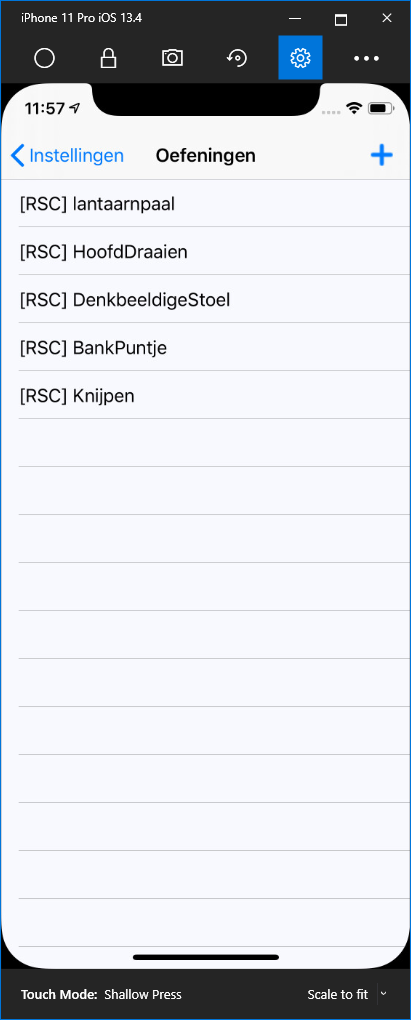 iPhone 11 Pro iOS 13.4
11:57
Instellingen Oefeningen +
[RSC] lantaarnpaal
[RSC] HoofdDraaien
[RSC] DenkbeeldigeStoel
[RSC] BankPuntje
[RSC] Knijpen
Touch Mode: Shallow Press Scale to fit